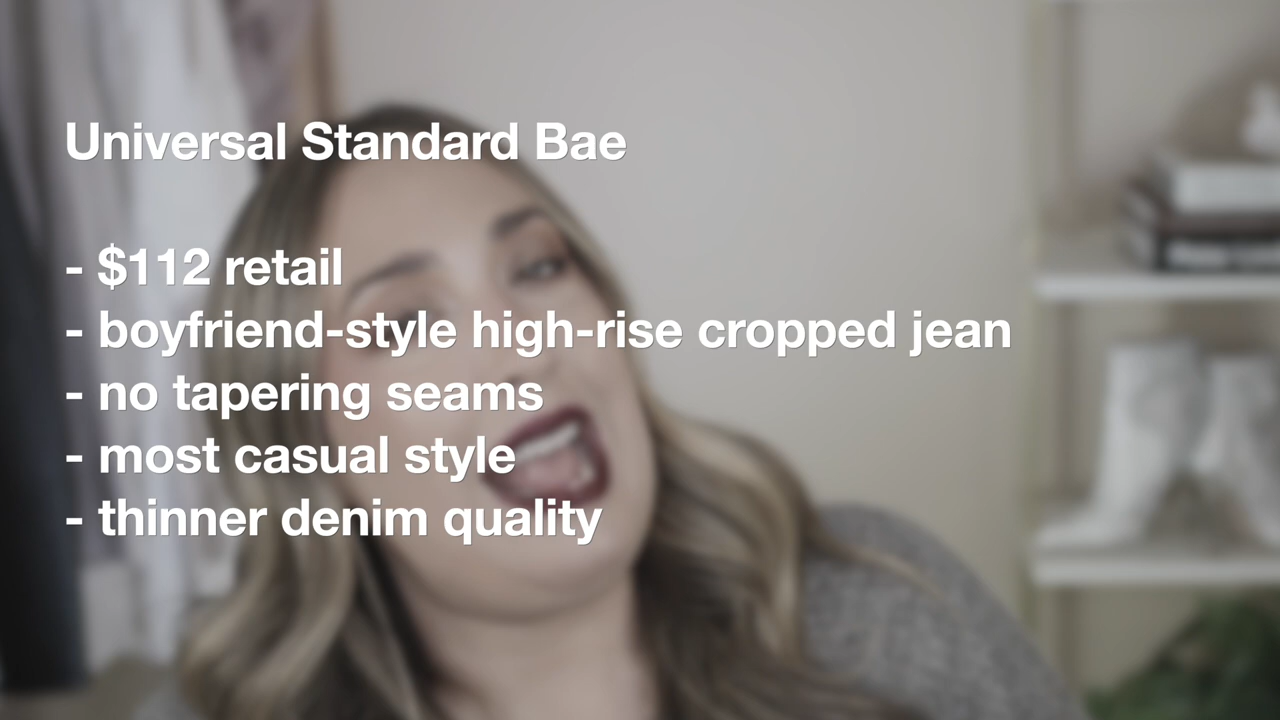 Universal Standard Bae
- $112 retail
- boyfriend-style high-rise cropped jean
- no tapering seams
- most casual style
- thinner denim quality